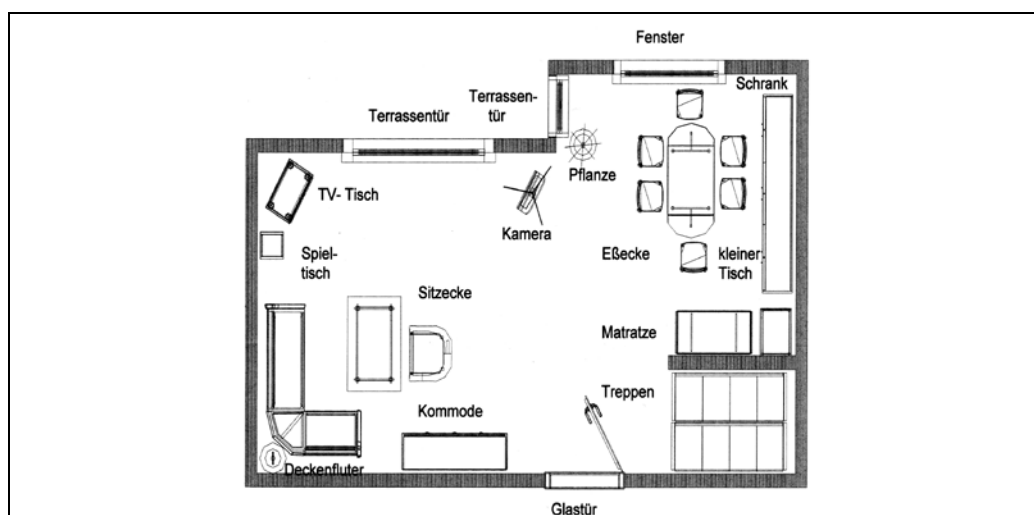 Fenster
Schrank
Terrassentür
Terrassen-
tür
Pflanze
TV- Tisch
Kamera
Spiel-
tisch
Eßecke
kleiner
Tisch
Sitzecke
Matratze
Treppen
Kommode
Deckenfluter
Glastür